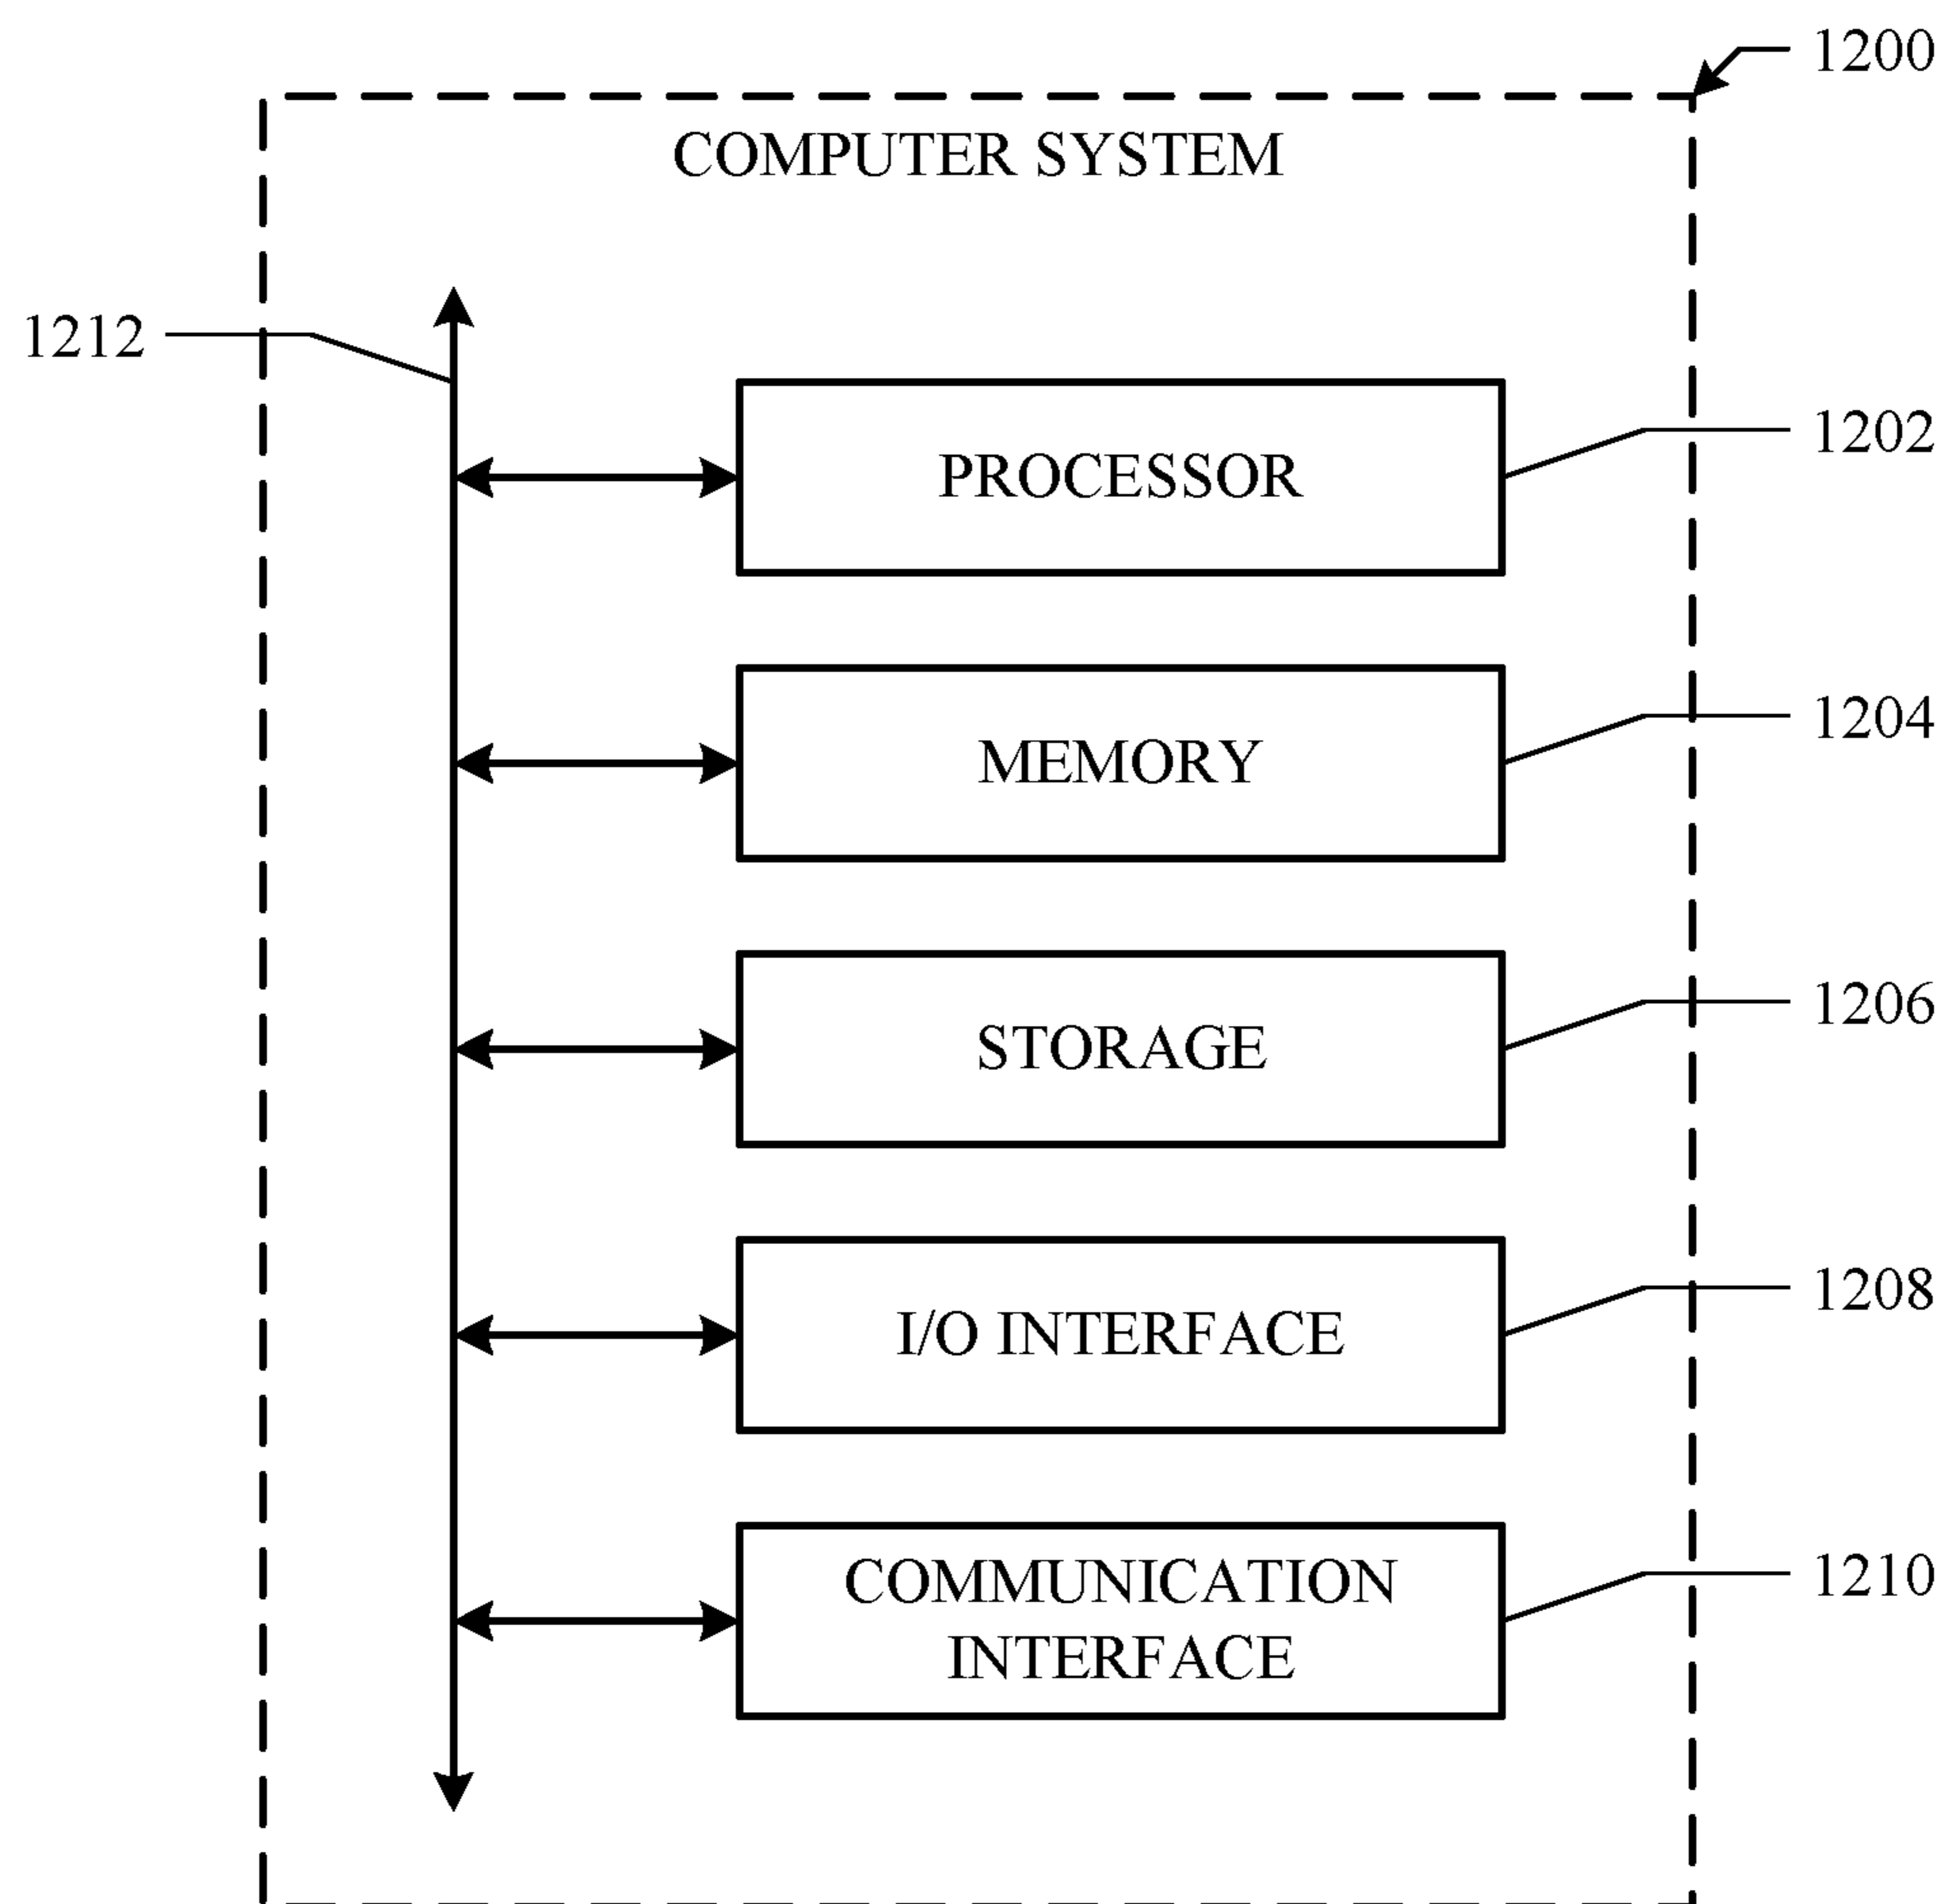 1200
COMPUTER SYSTEM
1212
1202
PROCESSOR
1204
MEMORY
1206
STORAGE
1208
I/O INTERFACE
1210
COMMUNICATION
INTERFACE